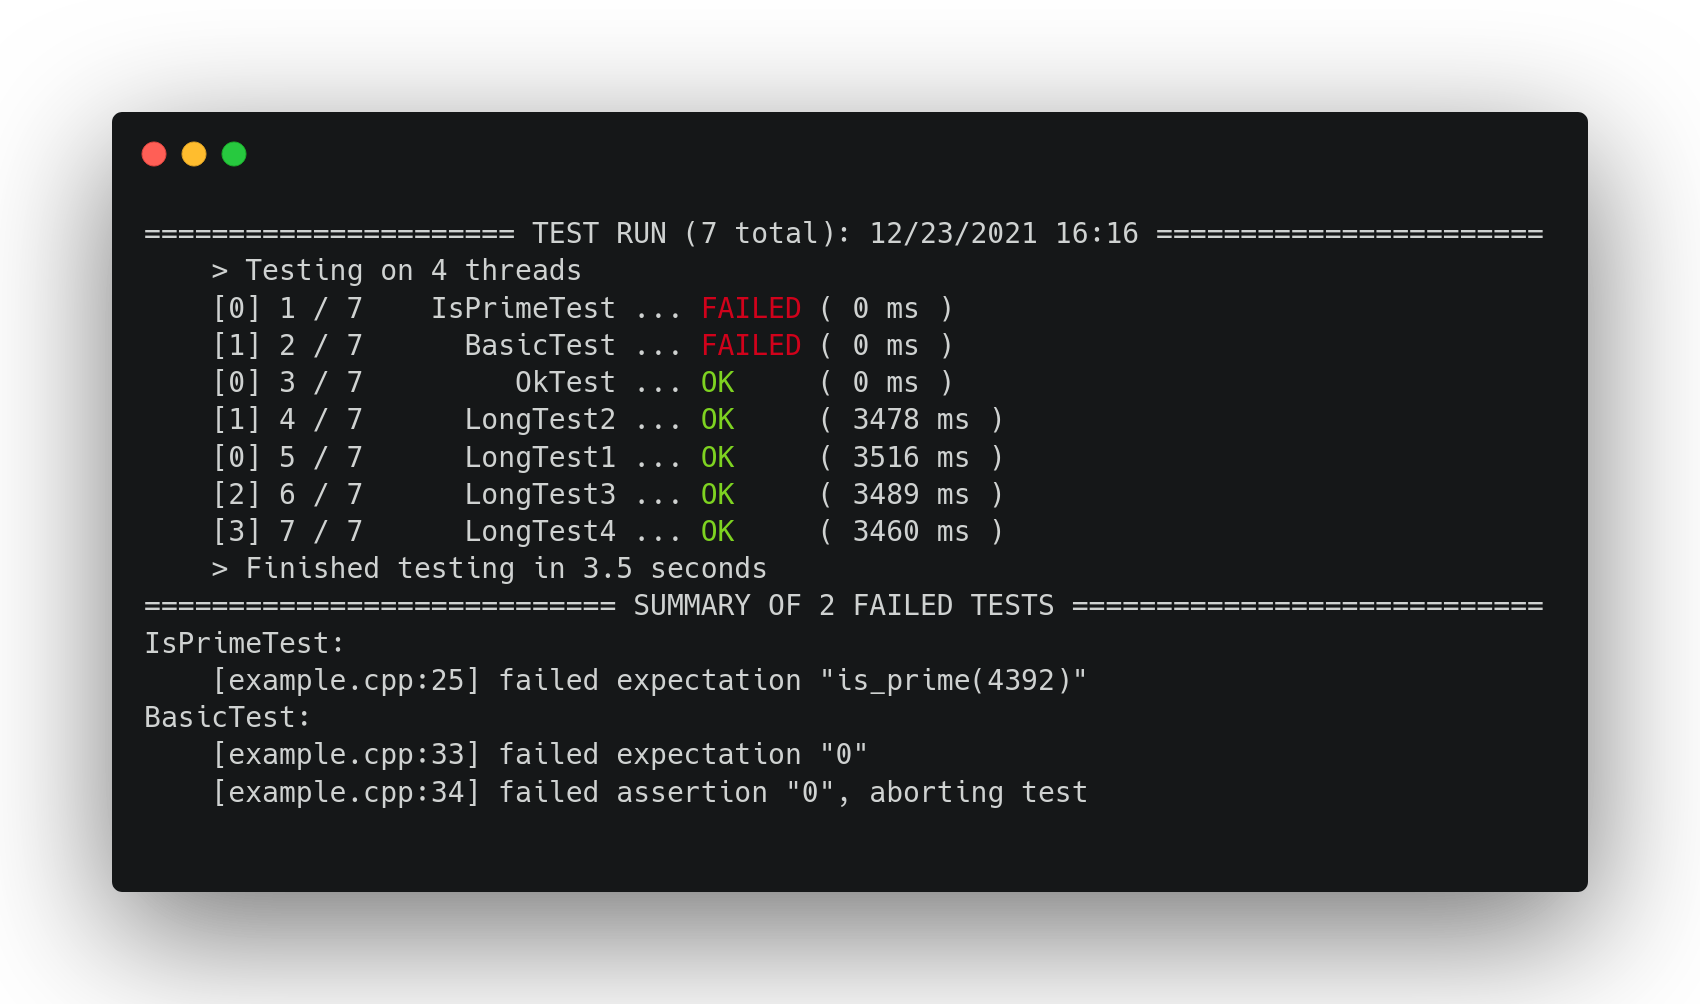 ====================== TEST RUN (7 total): 12/23/2021 16:16 =======================
    > Testing on 4 threads
    [0] 1 / 7    IsPrimeTest ... FAILED ( 0 ms )
    [1] 2 / 7      BasicTest ... FAILED ( 0 ms )
    [0] 3 / 7         OkTest ... OK     ( 0 ms )
    [1] 4 / 7      LongTest2 ... OK     ( 3478 ms )
    [0] 5 / 7      LongTest1 ... OK     ( 3516 ms )
    [2] 6 / 7      LongTest3 ... OK     ( 3489 ms )
    [3] 7 / 7      LongTest4 ... OK     ( 3460 ms )
    > Finished testing in 3.5 seconds
============================ SUMMARY OF 2 FAILED TESTS ============================
IsPrimeTest:
    [example.cpp:25] failed expectation "is_prime(4392)"
BasicTest:
    [example.cpp:33] failed expectation "0"
    [example.cpp:34] failed assertion "0", aborting test